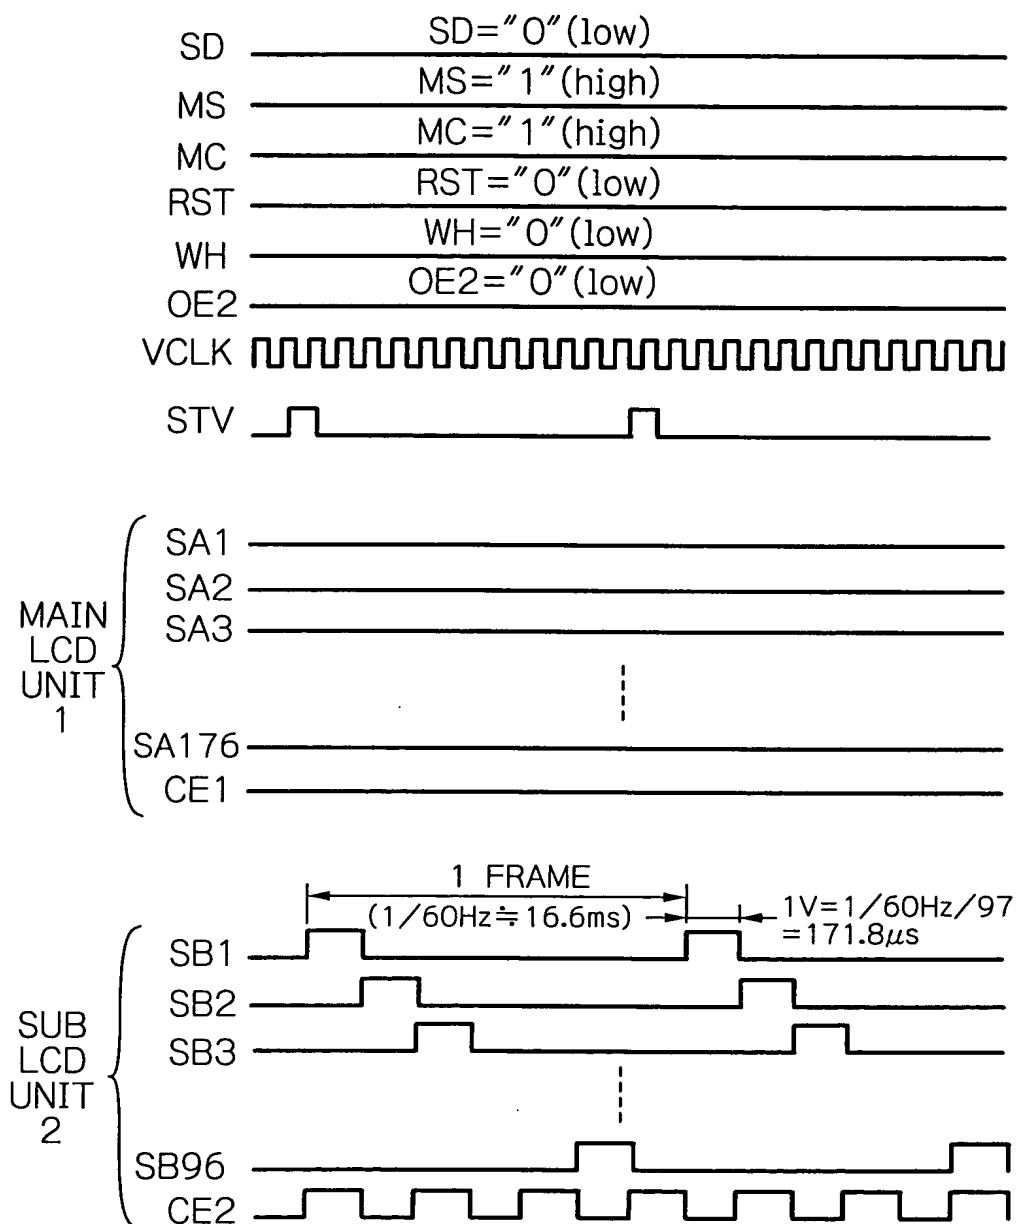 SD SD="0"(low)
MS MS="1"(high)
MC MC="1"(high)
RST RST="0"(low)
WH WH="0"(low)
OE2 OE2="0"(low)
VCLK
STV
MAIN
LCD
UNIT
1
SA1
SA2
SA3
SA176
CE1
1 FRAME
(1/60Hz≒16.6ms)
1V=1/60Hz/97
=171.8μs
SUB
LCD
UNIT
2
SB1
SB2
SB3
SB96
CE2